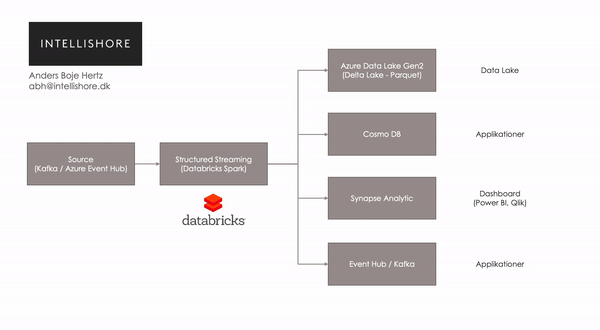 INTELLISHORE
Anders Boje Hertz
abh@intellishore.dk
Source
(Kafka / Azure Event Hub)
Structured Streaming
(Databricks Spark)
databricks
Azure Data Lake Gen2
(Delta Lake - Parquet)
Data Lake
Cosmo DB
Applikationer
Synapse Analytic
Dashboard
(Power BI, Qlik)
Event Hub / Kafka
Applikationer